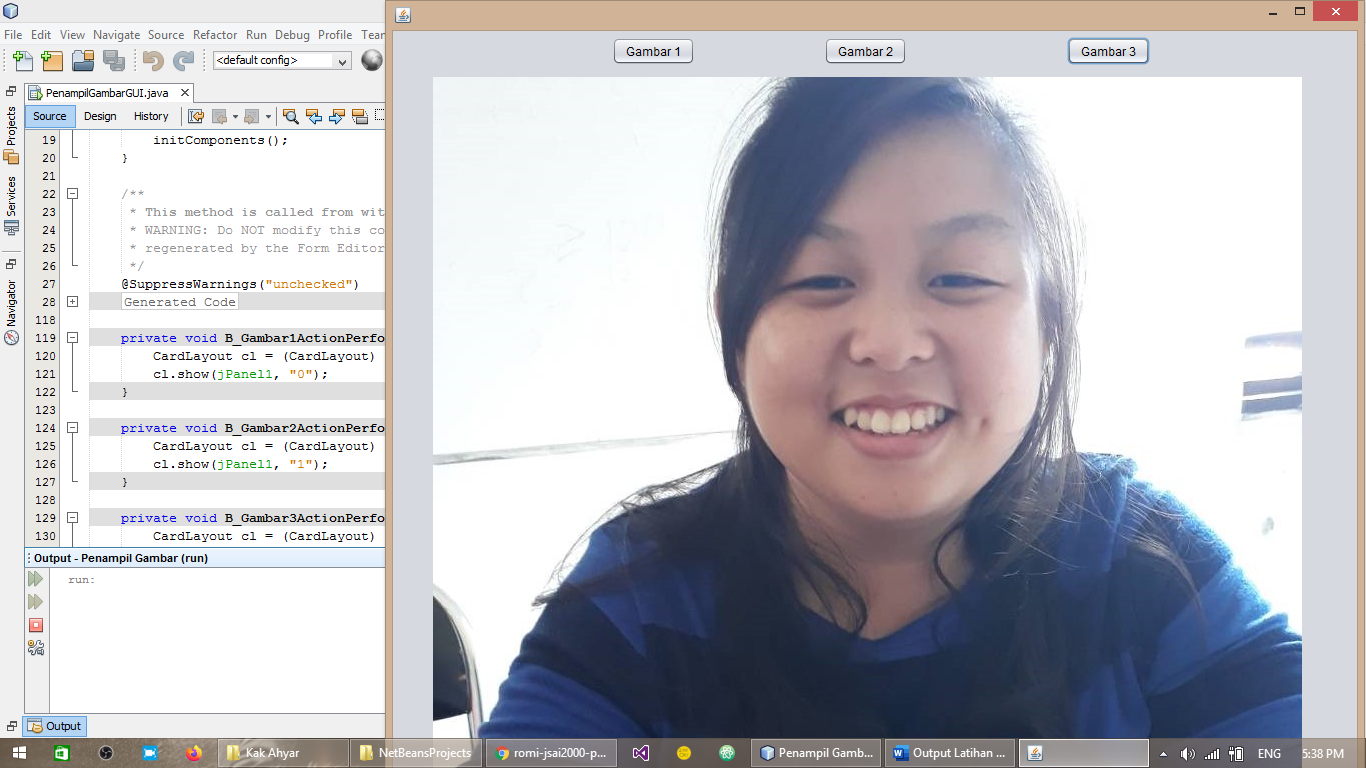 File Edit View Navigate Source Refactor Run Debug Profile
<default config>
PenampilGambarGUI.java
Source Design History
Projects
Services
Navigator
19 initComponents();
20 }
21
22 /**
23 * This method is called from
24 * WARNING: Do NOT modify this
25 * regenerated by the Form Editor
26 */
27 @SuppressWarnings("unchecked")
28 Generated Code
118
119 private void B_Gambar1ActionPerfo
120 CardLayout cl = (CardLayout)
121 cl.show(jPanel1, "0");
122 }
123
124 private void B_Gambar2ActionPerfo
125 CardLayout cl = (CardLayout)
126 cl.show(jPanel1, "1");
127 }
128
129 private void B_Gambar3ActionPerfo
130 CardLayout cl = (CardLayout)
Output - Penampil Gambar (run)
run:
Output
Gambar 1 Gambar 2 Gambar 3
Kak Ahyar NetBeansProjects romi-jsai2000-p... Penampil Gamb... Output Latihan ... ENG 5:38 PM